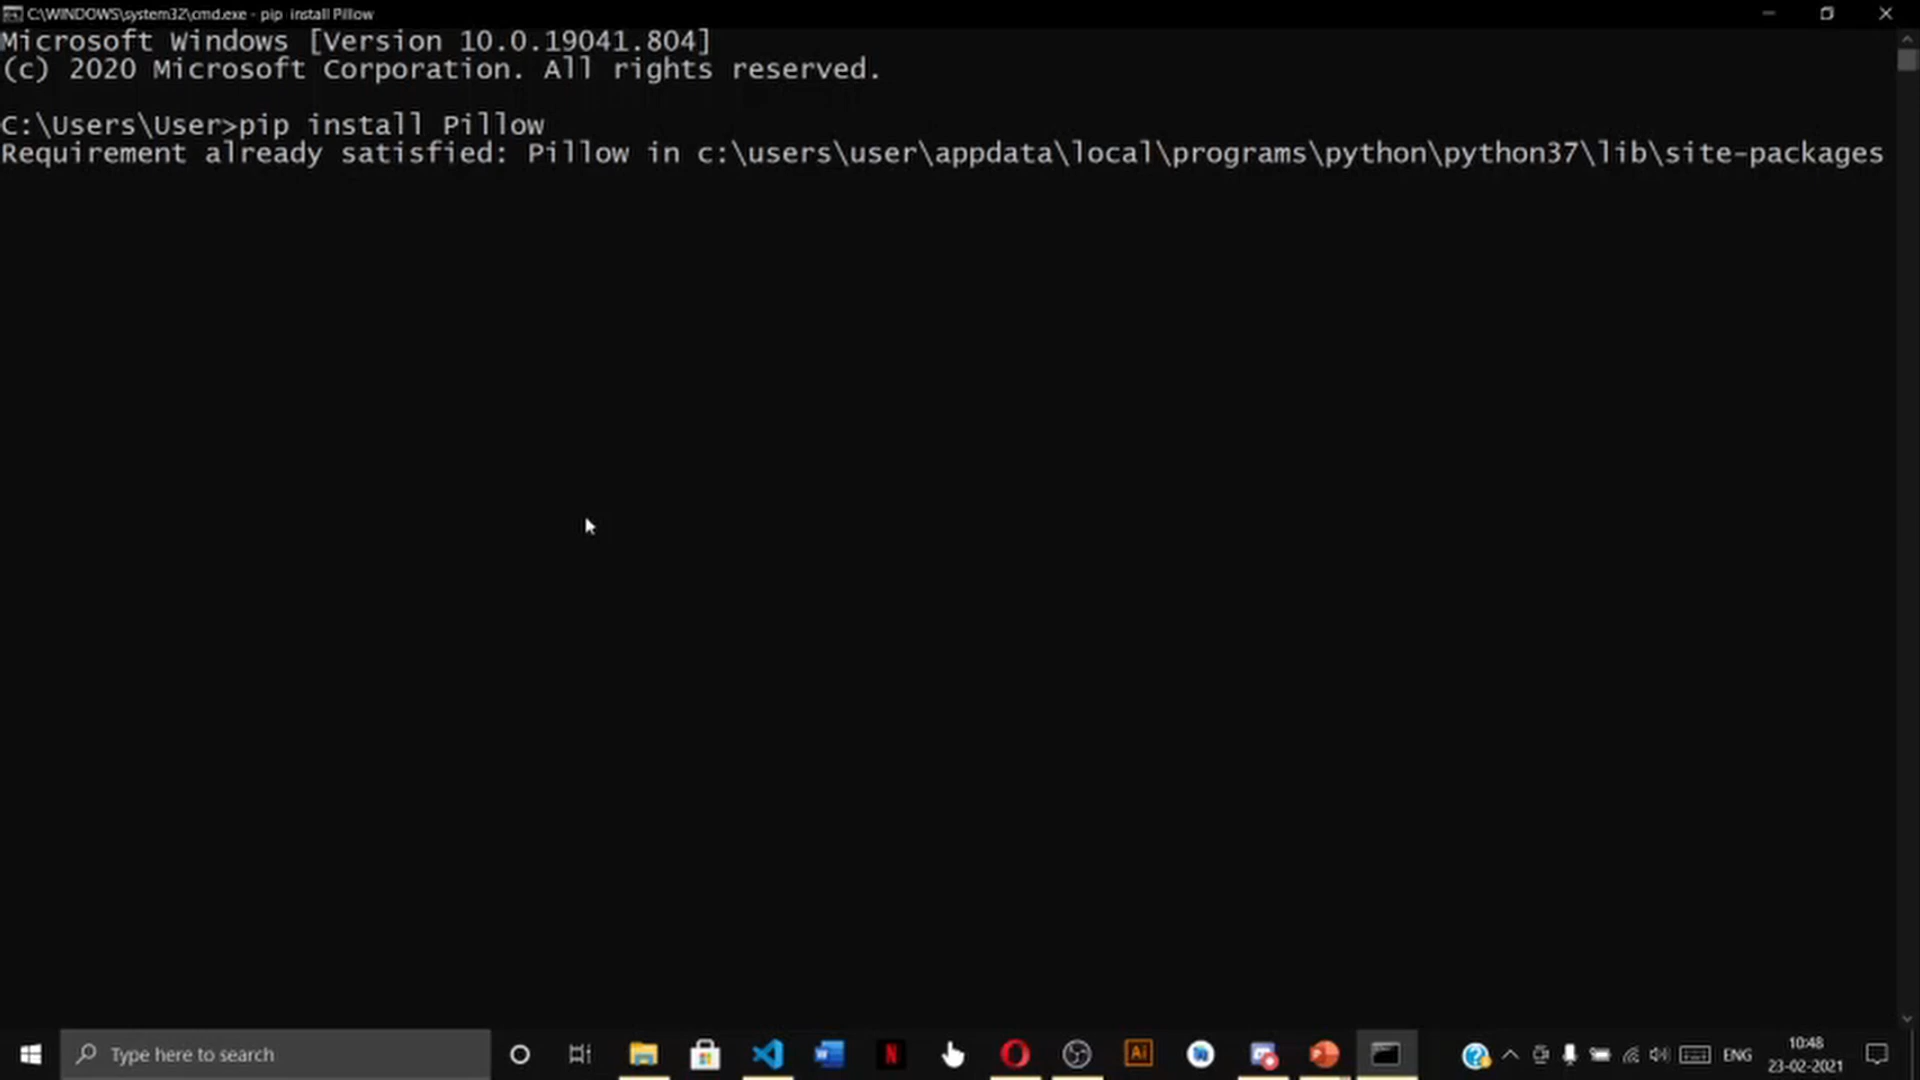 C:\WINDOWS\system32\cmd.exe - pip  install Pillow
Microsoft Windows [Version 10.0.19041.804]
(c) 2020 Microsoft Corporation. All rights reserved.
C:\Users\User>pip install Pillow
Requirement already satisfied: Pillow in c:\users\user\appdata\local\programs\python\python37\lib\site-packages
Type here to search
N
Ai
ENG
10:48
23-02-2021